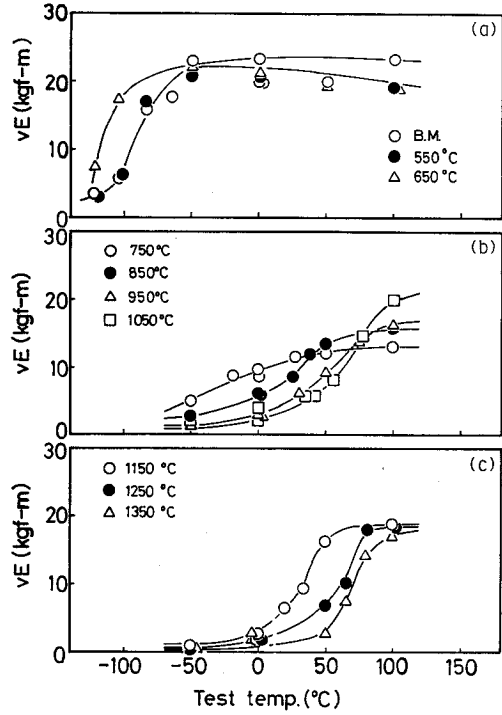 (a)
30
20
10
0
vE (kgf-m)
○ B.M.
● 550 °C
△ 650 °C
(b)
○ 750°C
● 850°C
△ 950°C
□ 1050°C
30
20
10
0
vE (kgf-m)
(c)
○ 1150 °C
● 1250 °C
△ 1350 °C
30
20
10
0
vE (kgf-m)
-100 -50 0 50 100 150
Test temp. (°C)